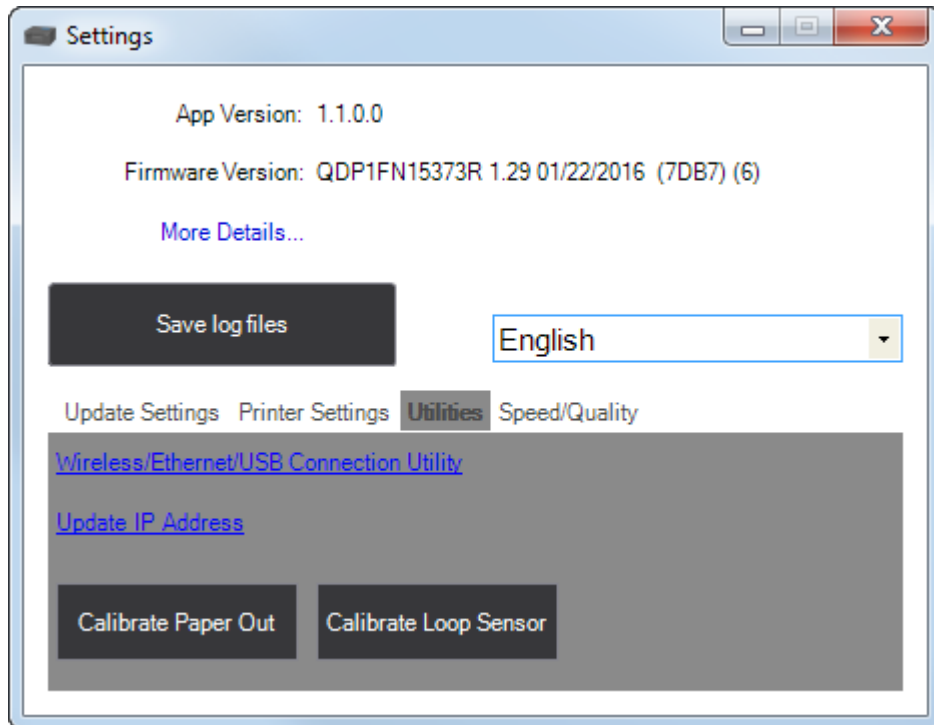 Settings
App Version: 1.1.0.0
Firmware Version: QDP1FN15373R 1.29 01/22/2016 (7DB7) (6)
More Details...
Save log files
English
Update Settings Printer Settings Utilities Speed/Quality
Wireless/Ethernet/USB Connection Utility
Update IP Address
Calibrate Paper Out Calibrate Loop Sensor